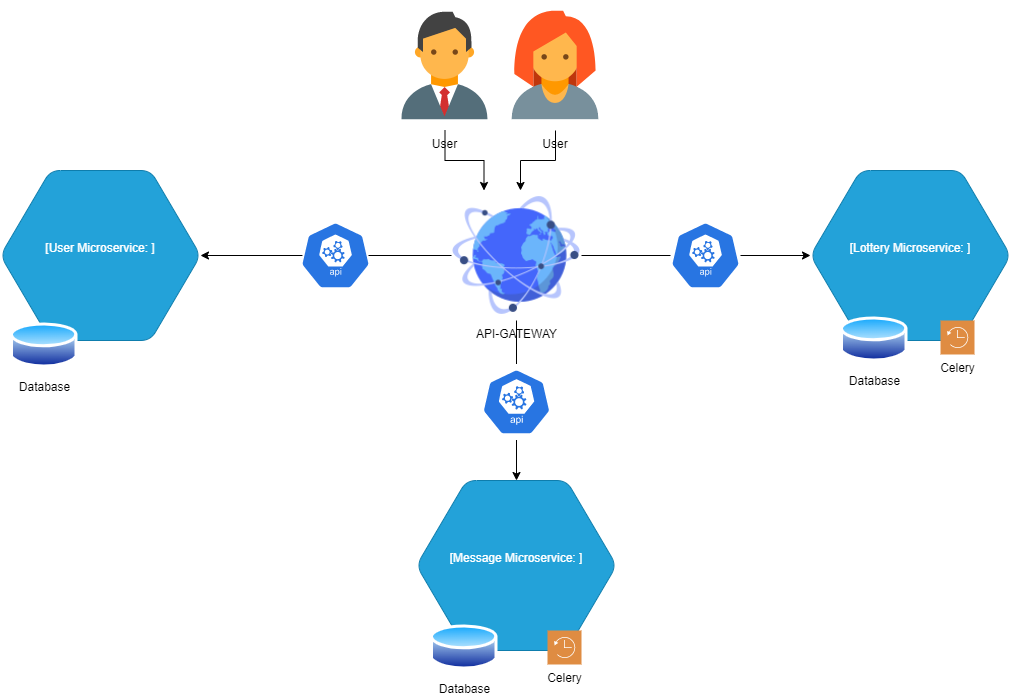 User
User
[User Microservice: ]
api
api
[Lottery Microservice: ]
API-GATEWAY
Database
Database
Celery
api
[Message Microservice: ]
Database
Celery